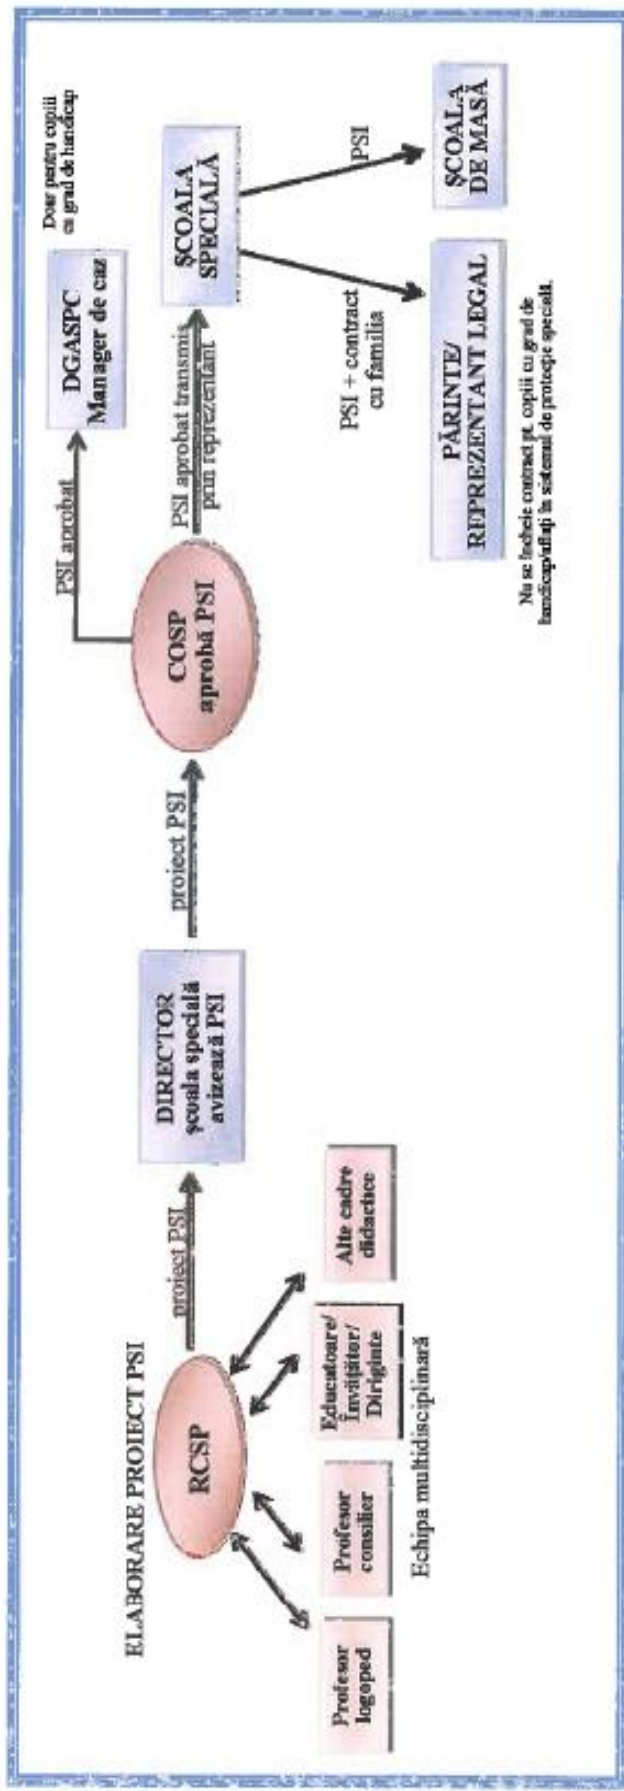 ELABORARE PROIECT PSI
RCSP
Profesor
logoped
Profesor
consilier
Educatoare/
Învățător/
Diriginte
Alte cadre
didactice
Echipa multidisciplinară
proiect PSI
DIRECTOR
școala specială
avizează PSI
proiect PSI
COSP
aprobă PSI
PSI aprobat
DGASPC
Manager de caz
Doar pentru copiii
cu grad de handicap
PSI aprobat transmis
prin reprezentant
ȘCOALA
SPECIALĂ
PSI + contract
cu familia
PSI
PĂRINTE/
REPREZENTANT LEGAL
Nu se încheie contract pt. copiii cu grad de
handicap/aflați în sistemul de protecție specială.
ȘCOALA
DE MASĂ